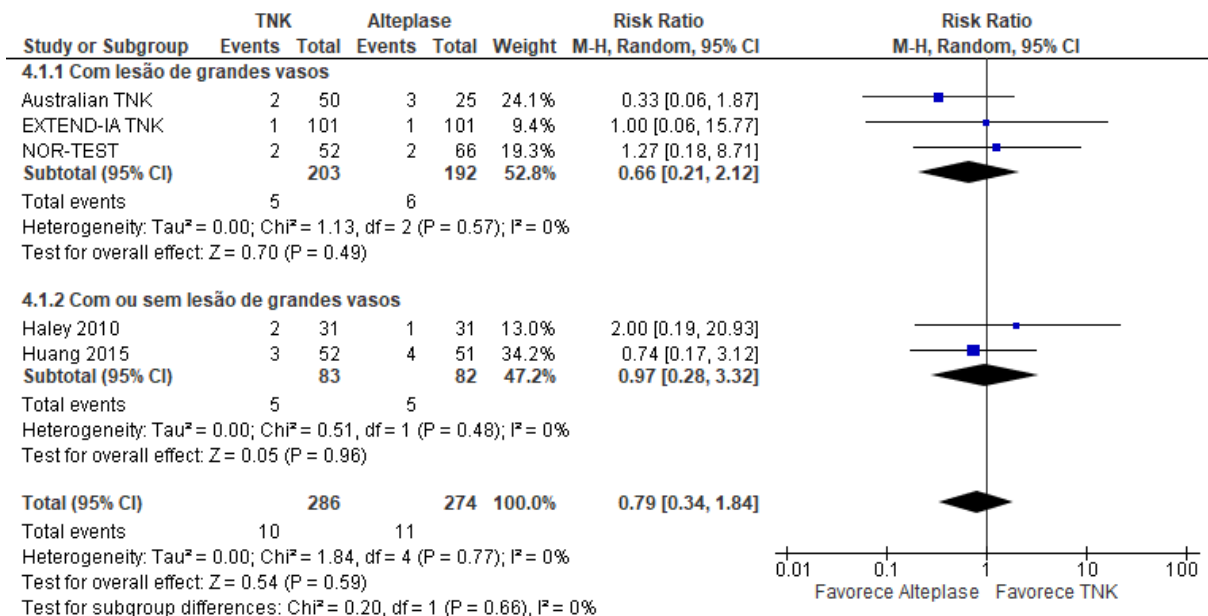 TNK Alteplase Risk Ratio Risk Ratio
Study or Subgroup Events Total Events Total Weight M-H, Random, 95% CI M-H, Random, 95% CI
4.1.1 Com lesão de grandes vasos
Australian TNK 2 50 3 25 24.1% 0.33 [0.06, 1.87]
EXTEND-IA TNK 1 101 1 101 9.4% 1.00 [0.06, 15.77]
NOR-TEST 2 52 2 66 19.3% 1.27 [0.18, 8.71]
Subtotal (95% CI) 203 192 52.8% 0.66 [0.21, 2.12]
Total events 5 6
Heterogeneity: Tau² = 0.00; Chi² = 1.13, df = 2 (P = 0.57); I² = 0%
Test for overall effect: Z = 0.70 (P = 0.49)
4.1.2 Com ou sem lesão de grandes vasos
Haley 2010 2 31 1 31 13.0% 2.00 [0.19, 20.93]
Huang 2015 3 52 4 51 34.2% 0.74 [0.17, 3.12]
Subtotal (95% CI) 83 82 47.2% 0.97 [0.28, 3.32]
Total events 5 5
Heterogeneity: Tau² = 0.00; Chi² = 0.51, df = 1 (P = 0.48); I² = 0%
Test for overall effect: Z = 0.05 (P = 0.96)
Total (95% CI) 286 274 100.0% 0.79 [0.34, 1.84]
Total events 10 11
Heterogeneity: Tau² = 0.00; Chi² = 1.84, df = 4 (P = 0.77); I² = 0%
Test for overall effect: Z = 0.54 (P = 0.59)
Test for subgroup differences: Chi² = 0.20, df = 1 (P = 0.66), I² = 0%
0.01 0.1 1 10 100
Favorece Alteplase Favorece TNK